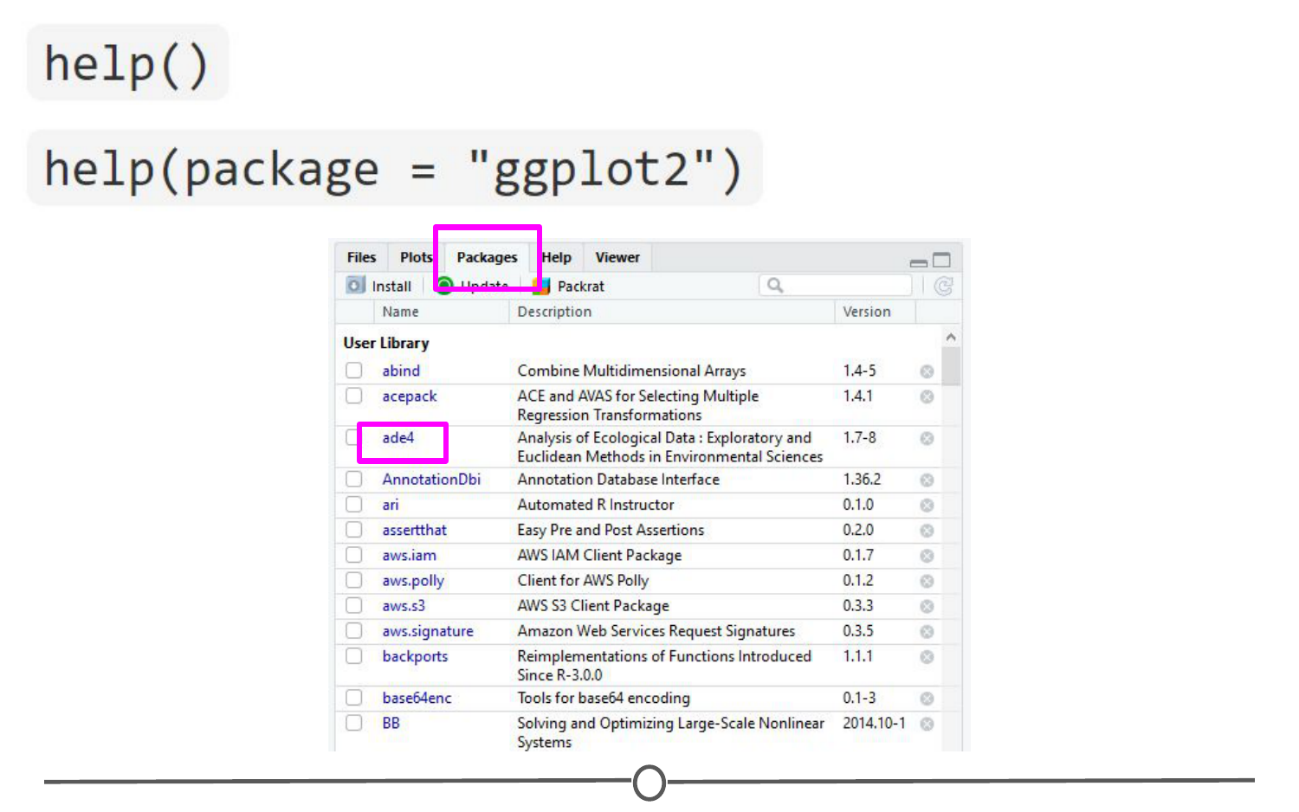 help()
help(package = "ggplot2")
Files Plots Packages Help Viewer
Install Update Packrat
Name Description Version
User Library
abind Combine Multidimensional Arrays 1.4-5
acepack ACE and AVAS for Selecting Multiple 1.4.1
Regression Transformations
ade4 Analysis of Ecological Data : Exploratory and 1.7-8
Euclidean Methods in Environmental Sciences
AnnotationDbi Annotation Database Interface 1.36.2
ari Automated R Instructor 0.1.0
assertthat Easy Pre and Post Assertions 0.2.0
aws.iam AWS IAM Client Package 0.1.7
aws.polly Client for AWS Polly 0.1.2
aws.s3 AWS S3 Client Package 0.3.3
aws.signature Amazon Web Services Request Signatures 0.3.5
backports Reimplementations of Functions Introduced 1.1.1
Since R-3.0.0
base64enc Tools for base64 encoding 0.1-3
BB Solving and Optimizing Large-Scale Nonlinear 2014.10-1
Systems